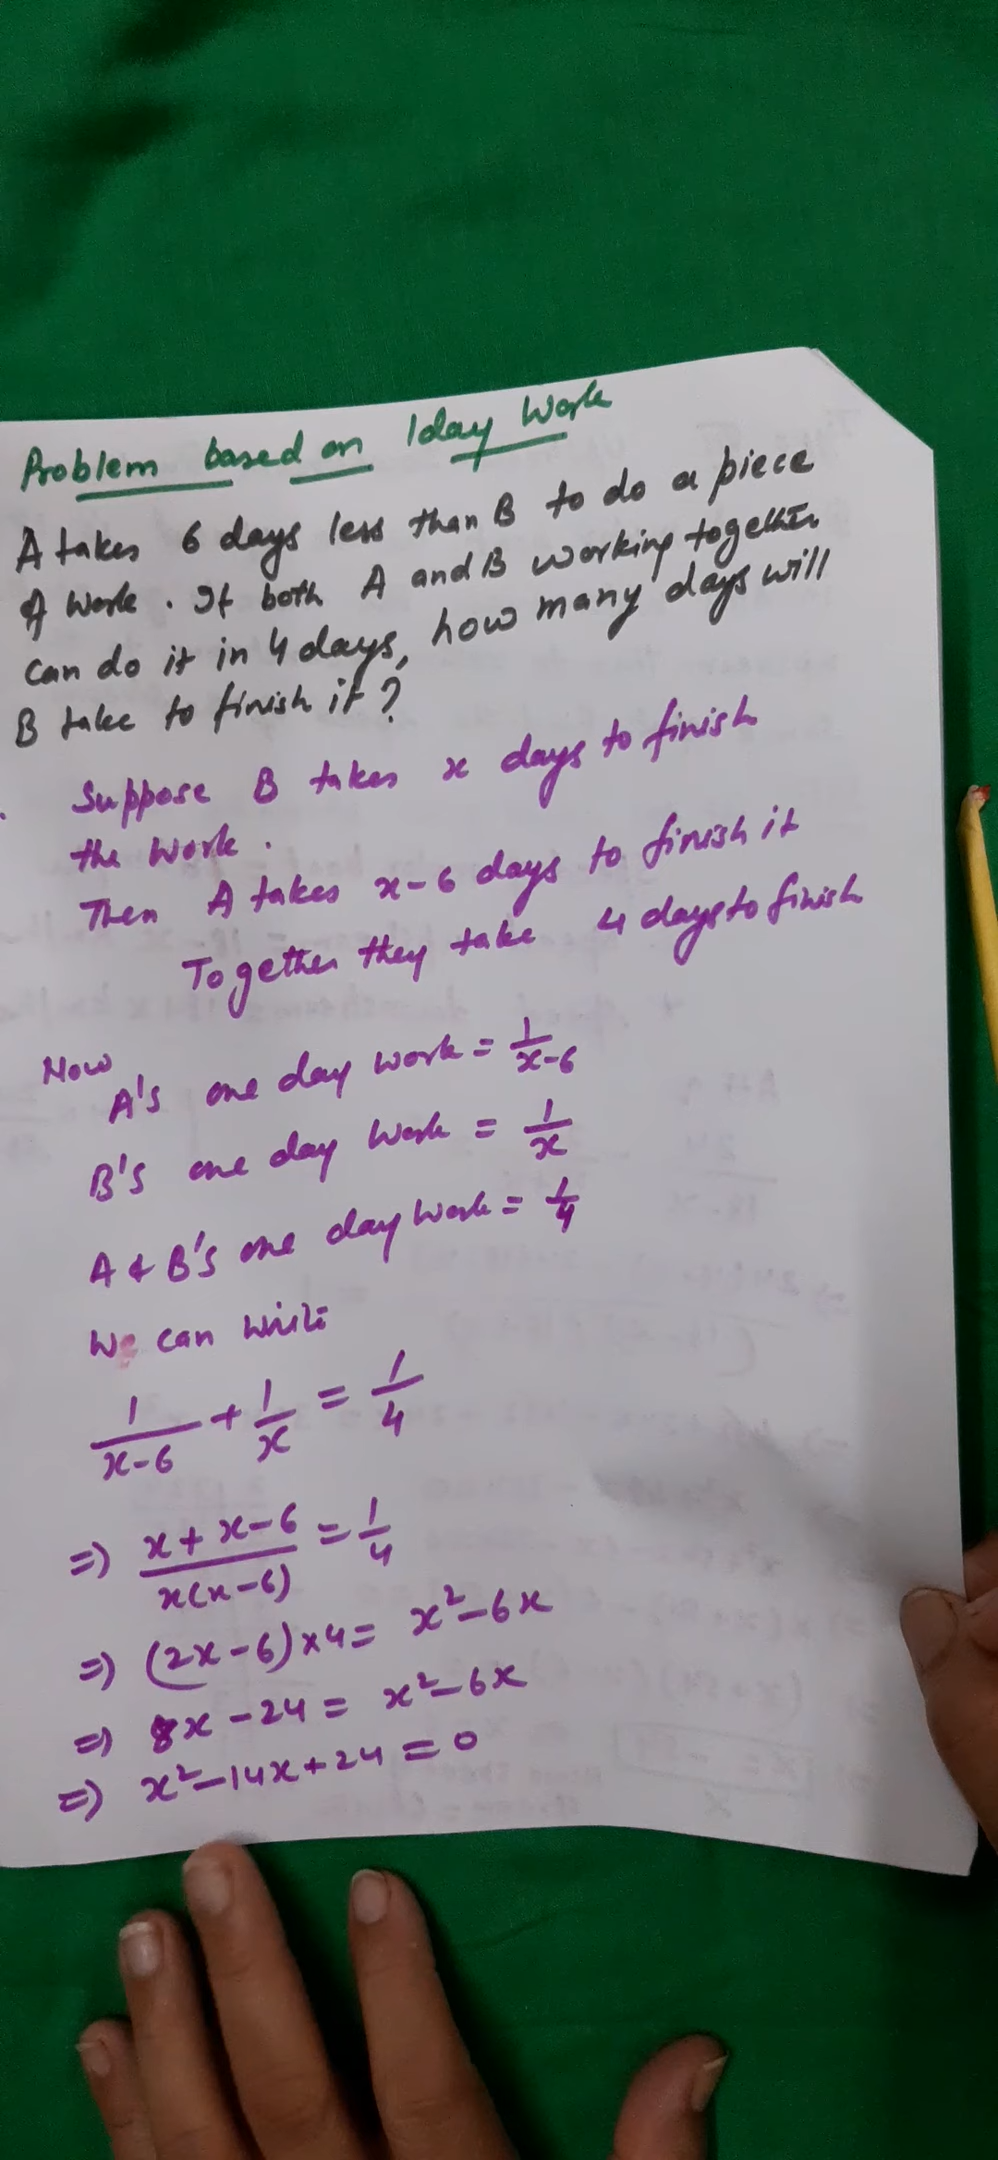 Problem based on 1day Work
A takes 6 days less than B to do a piece
of work. If both A and B working together
can do it in 4 days, how many days will
B take to finish it?
Suppose B takes x days to finish
the work.
Then A takes x-6 days to finish it
Together they take 4 days to finish
Now
A's one day work = 1/x-6
B's one day work = 1/x
A & B's one day work = 1/4
We can write
1/x-6 + 1/x = 1/4
=) x+x-6/x(x-6) = 1/4
=) (2x-6)x4 = x²-6x
=) 8x-24 = x²-6x
=) x²-14x+24=0